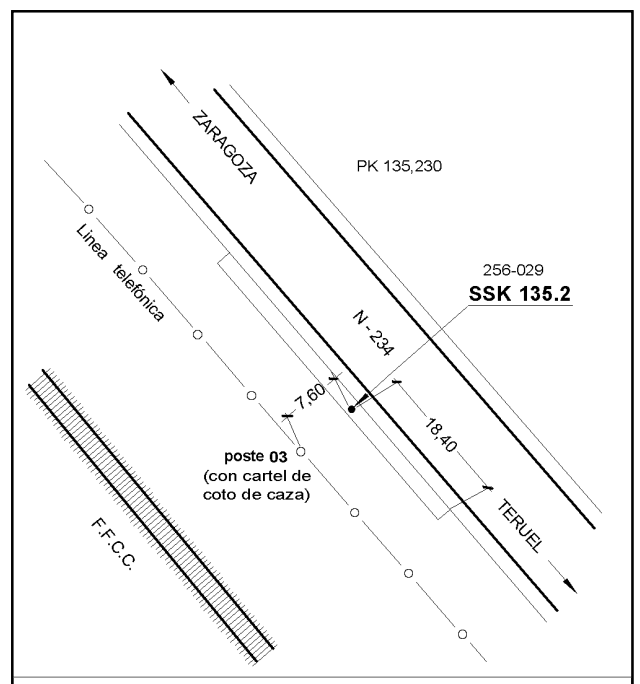 ZARAGOZA
PK 135,230
Linea telefónica
256-029
SSK 135.2
N - 234
7,60
18,40
poste 03
(con cartel de
coto de caza)
TERUEL
F.F.C.C.